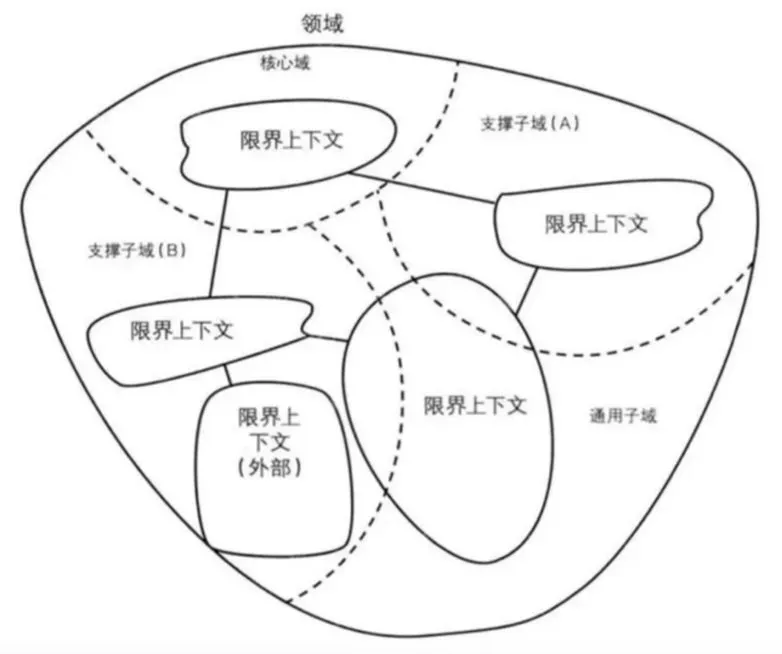 领域
核心域
限界上下文
支撑子域(A)
限界上下文
支撑子域(B)
限界上下文
限界上下文
通用子域
限界上
下文
(外部)